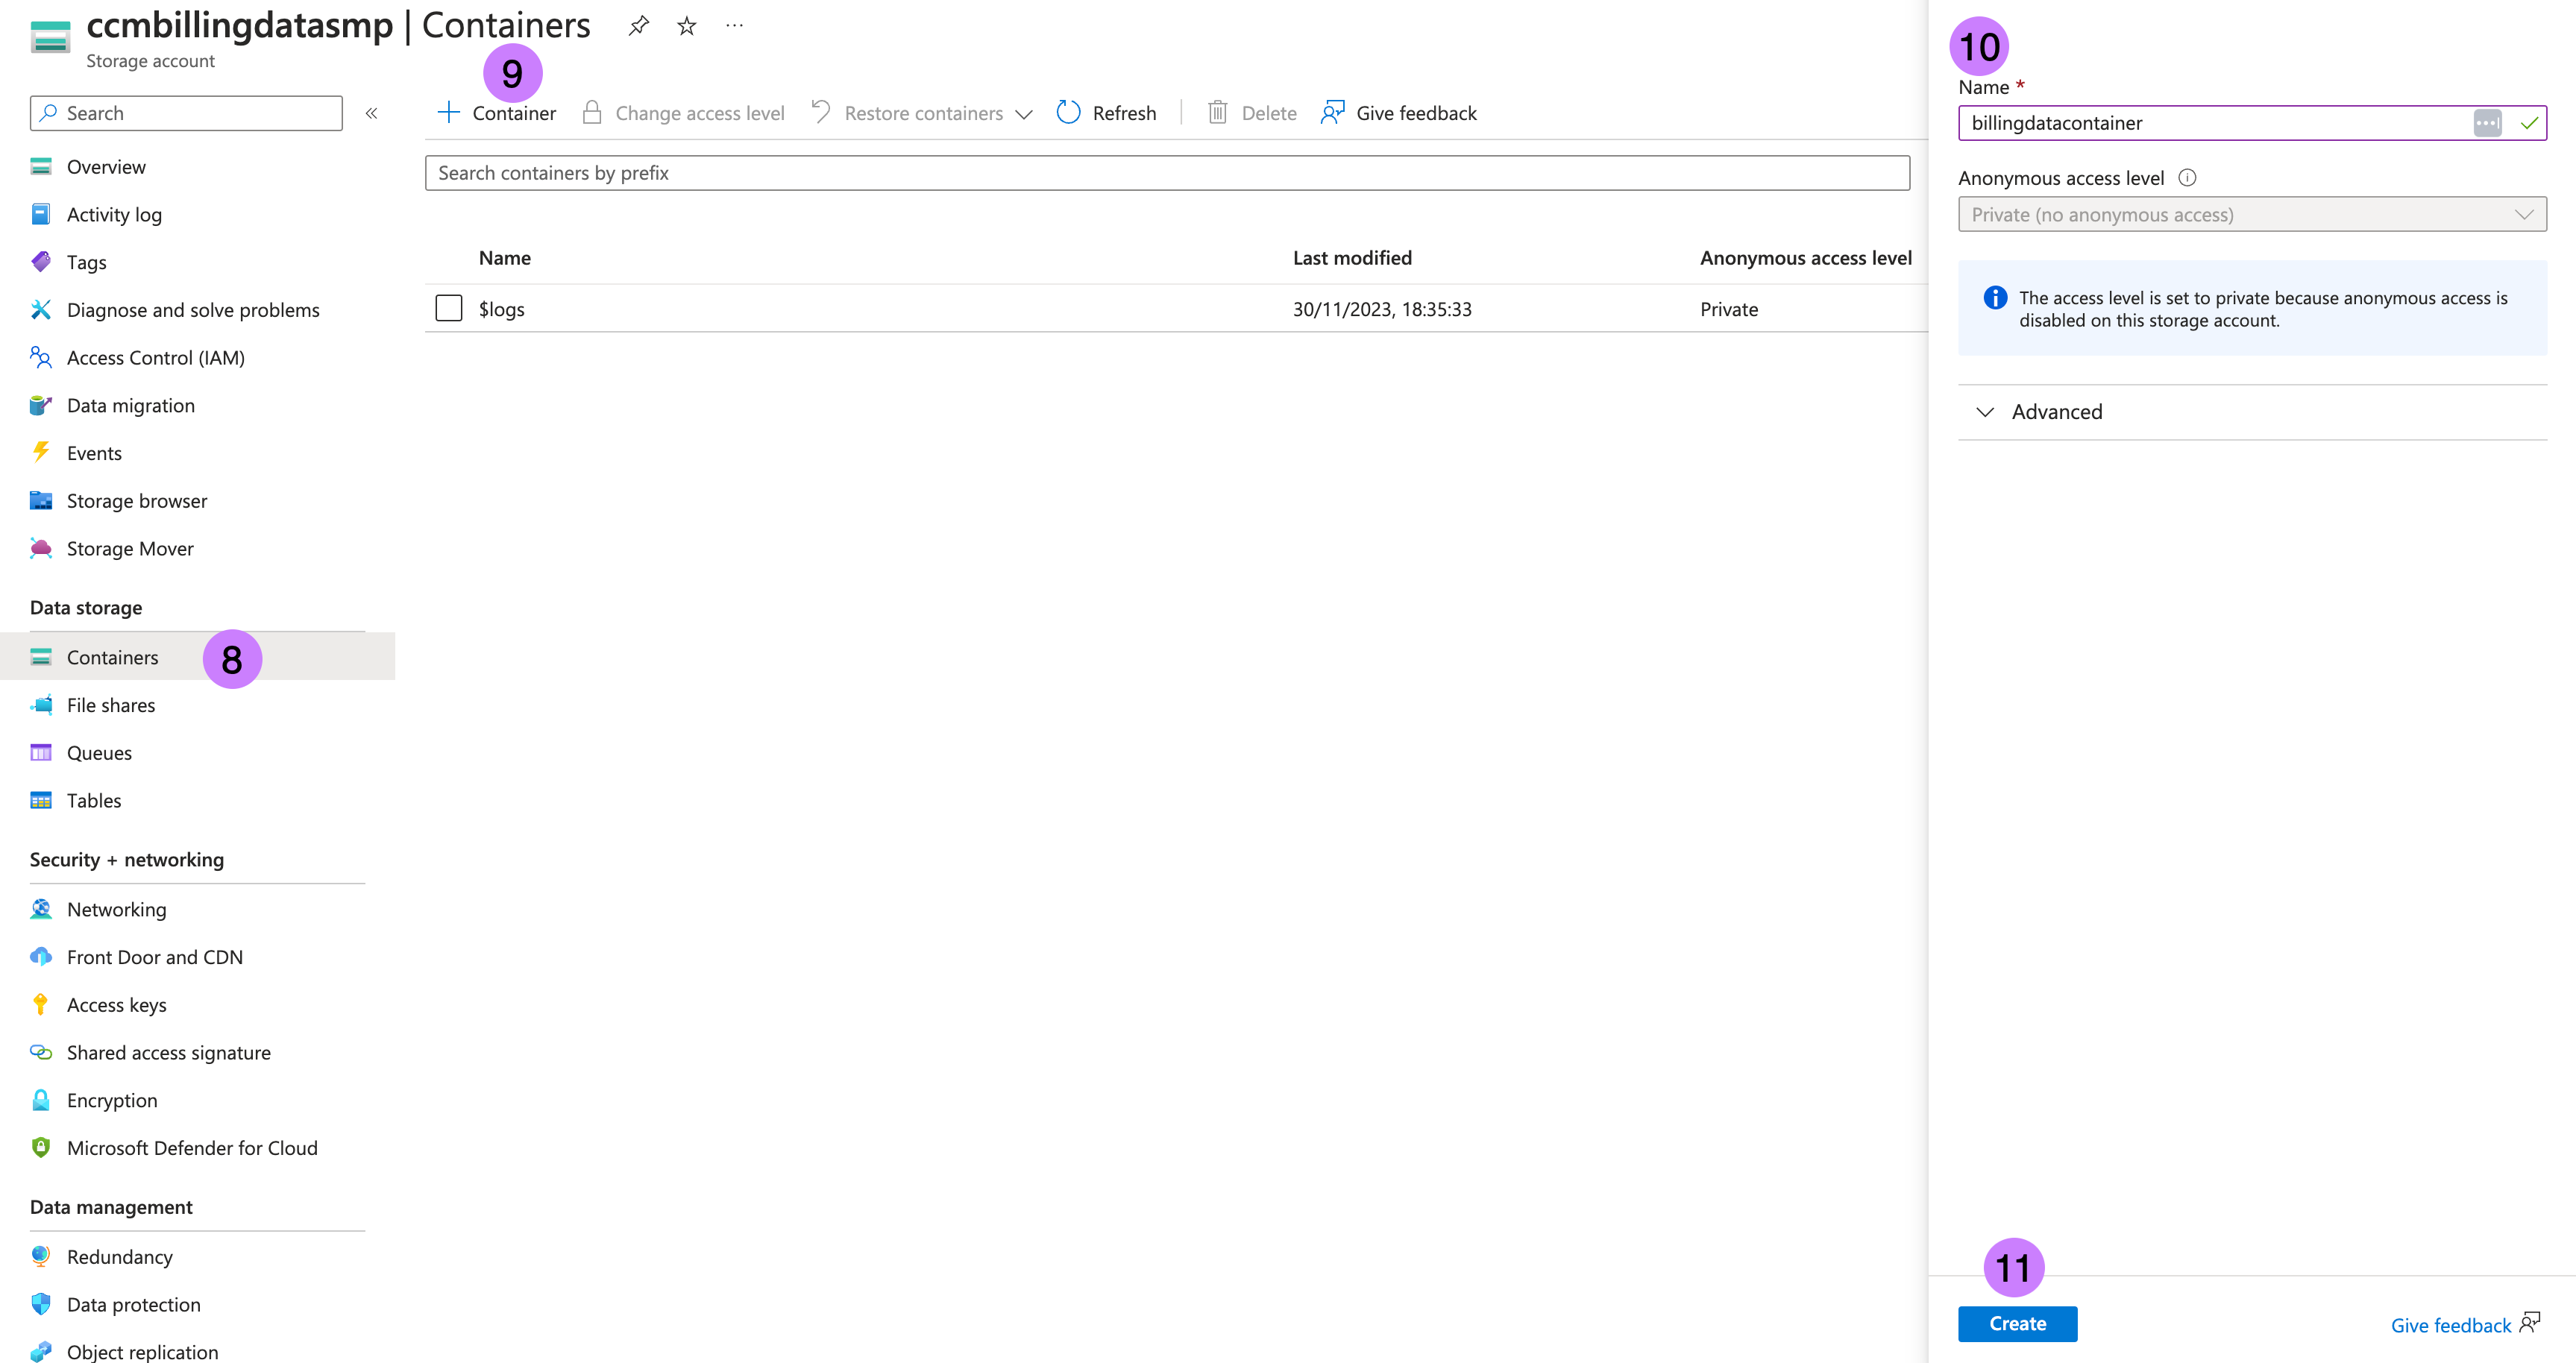 ccmbillingdatasmp | Containers
Storage account
9
Search
Container
Change access level
Restore containers
Refresh
Delete
Give feedback
Search containers by prefix
Overview
Activity log
Tags
Diagnose and solve problems
Access Control (IAM)
Data migration
Events
Storage browser
Storage Mover
Data storage
Containers
8
File shares
Queues
Tables
Security + networking
Networking
Front Door and CDN
Access keys
Shared access signature
Encryption
Microsoft Defender for Cloud
Data management
Redundancy
Data protection
Object replication
Name Last modified Anonymous access level
$logs 30/11/2023, 18:35:33 Private
10
Name *
billingdatacontainer
Anonymous access level
Private (no anonymous access)
The access level is set to private because anonymous access is
disabled on this storage account.
Advanced
11
Create
Give feedback